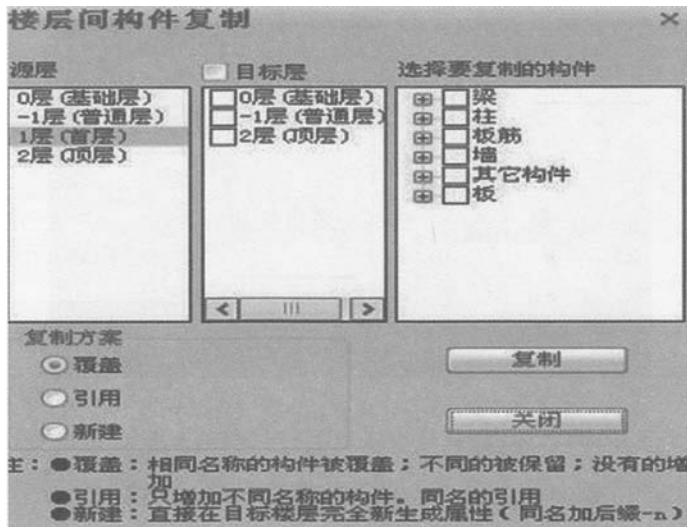 楼层间构件复制
源层
目标层
选择要复制的构件
0层(基础层)
-1层(普通层)
1层(首层)
2层(顶层)
0层(基础层)
-1层(普通层)
2层(顶层)
梁
柱
板筋
墙
其它构件
板
复制方案
覆盖
引用
新建
复制
关闭
注:●覆盖:相同名称的构件被覆盖;不同的被保留;没有的增
加
●引用:只增加不同名称的构件。同名的引用
●新建:直接在目标楼层完全新生成属性(同名加后缀-n)